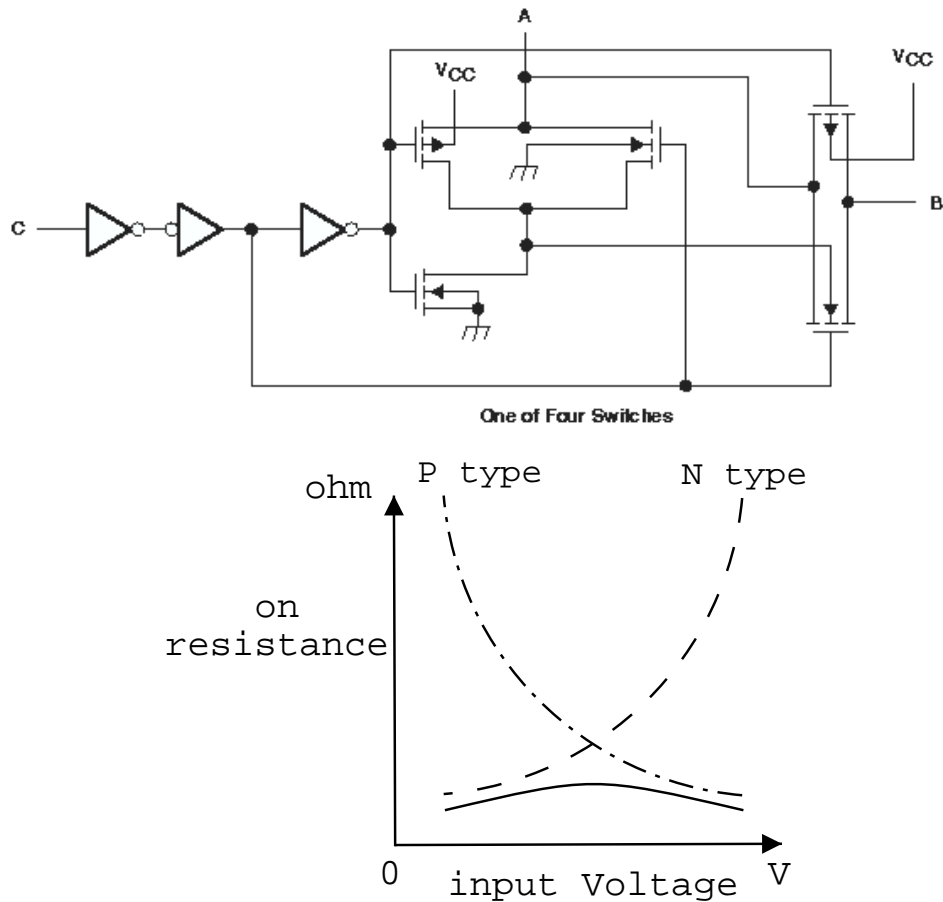 A
VCC
VCC
C
B
One of Four Switches
P type
N type
ohm
on
resistance
0
input Voltage
V